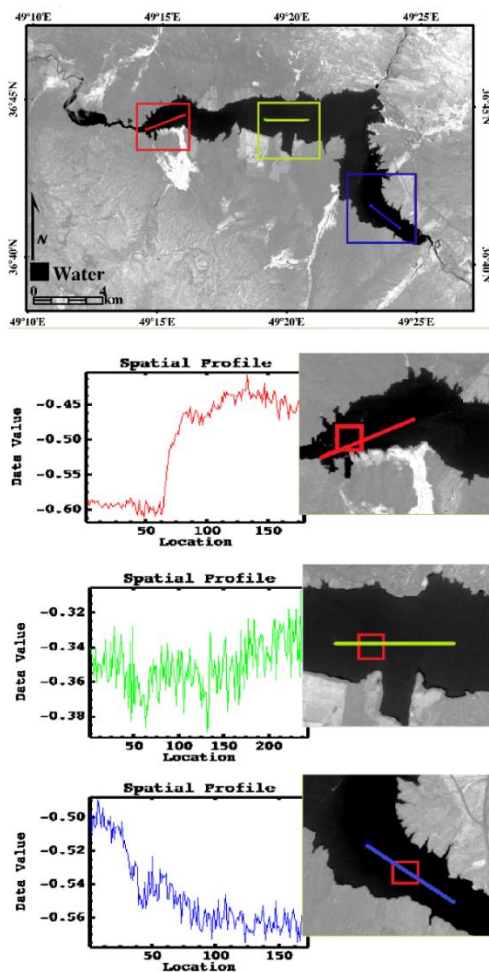 49°10'E 49°15'E 49°20'E 49°25'E
36°45'N 36°45'N
36°40'N 36°40'N
N
Water
0 4
km
49°10'E 49°15'E 49°20'E 49°25'E
Spatial Profile
Data Value
-0.45
-0.50
-0.55
-0.60
50 100 150
Location
Spatial Profile
Data Value
-0.32
-0.34
-0.36
-0.38
50 100 150 200
Location
Spatial Profile
Data Value
-0.50
-0.52
-0.54
-0.56
50 100 150
Location